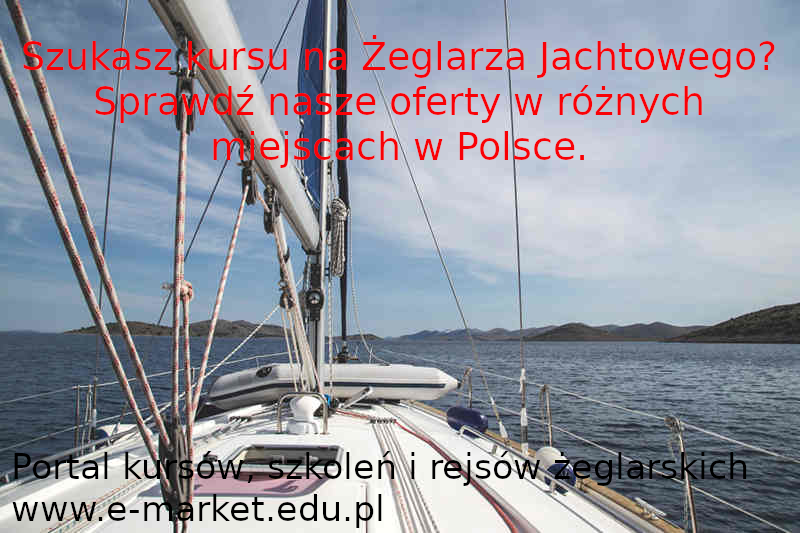 Szukasz kursu na Żeglarza Jachtowego?
Sprawdź nasze oferty w różnych
miejscach w Polsce.
Portal kursów, szkoleń i rejsów żeglarskich
www.e-market.edu.pl